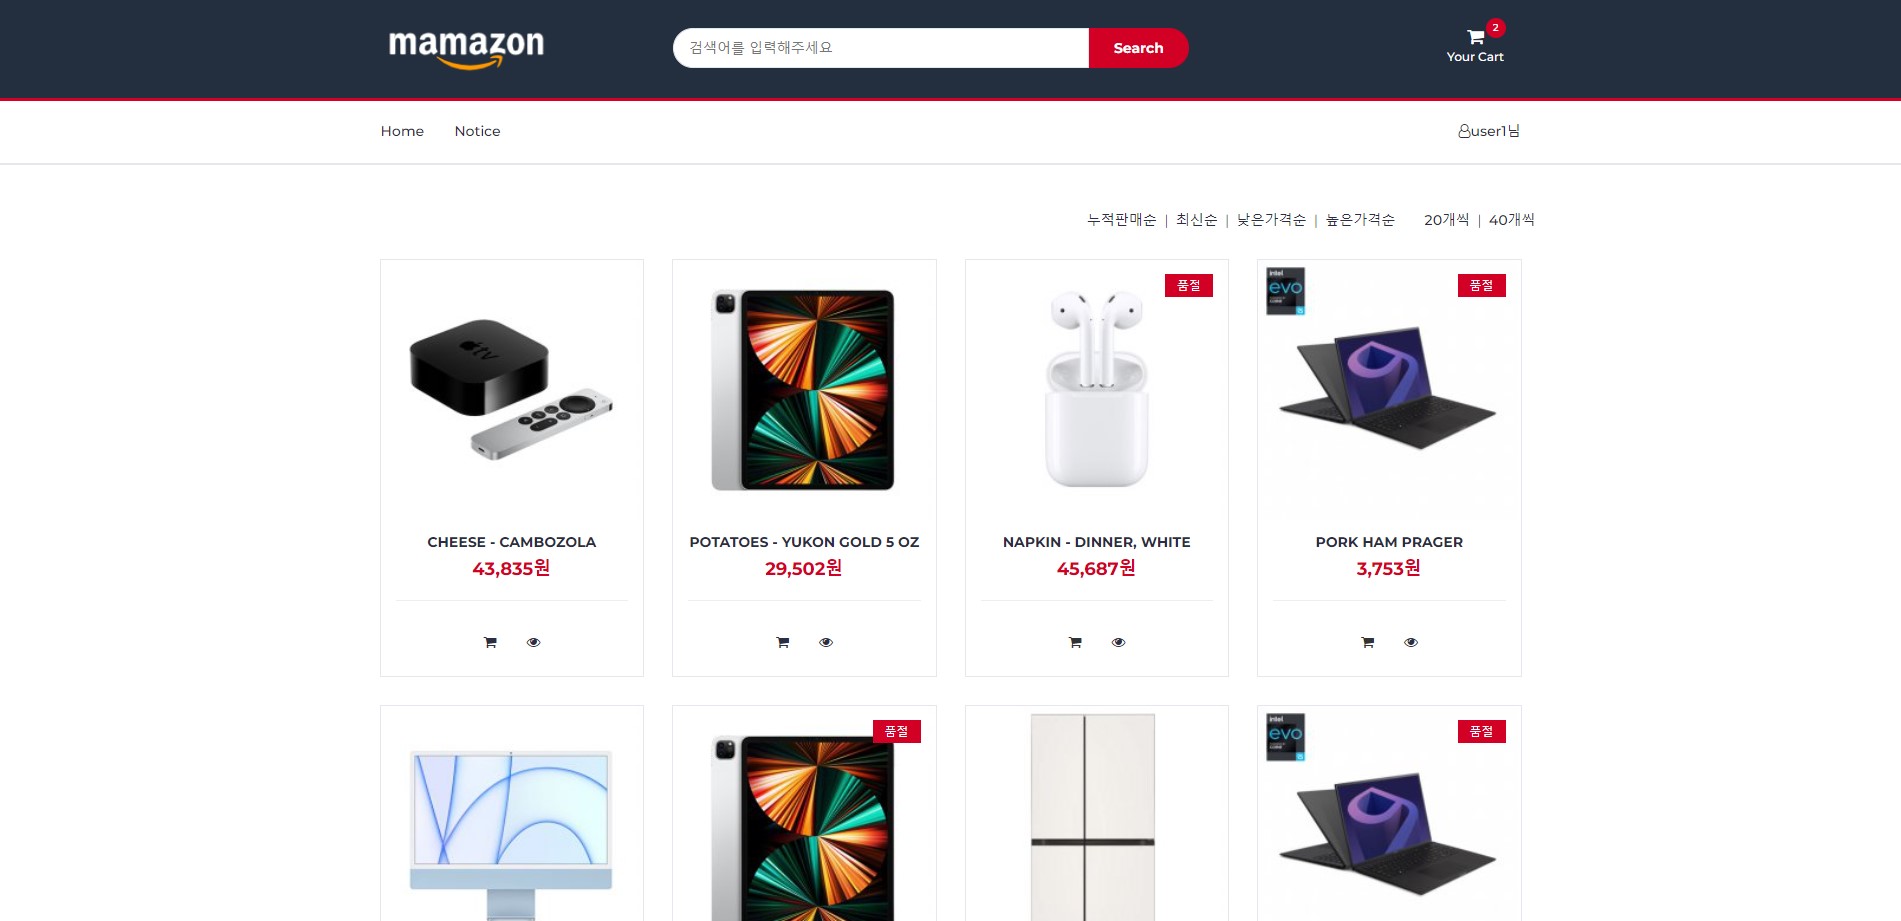 mamazon
검색어를 입력해주세요
Search
2
Your Cart
Home
Notice
user1님
누적판매순 | 최신순 | 낮은가격순 | 높은가격순
20개씩 | 40개씩
tv
CHEESE - CAMBOZOLA
43,835원
POTATOES - YUKON GOLD 5 OZ
29,502원
품절
NAPKIN - DINNER, WHITE
45,687원
intel
evo
품절
PORK HAM PRAGER
3,753원
품절
intel
evo
품절